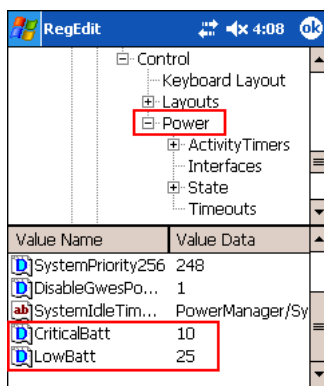 RegEdit 4:08 ok
Control
Keyboard Layout
Layouts
Power
ActivityTimers
Interfaces
State
Timeouts
Value Name Value Data
SystemPriority256 248
DisableGwesPo... 1
ab SystemIdleTim... PowerManager/Sy
CriticalBatt 10
LowBatt 25